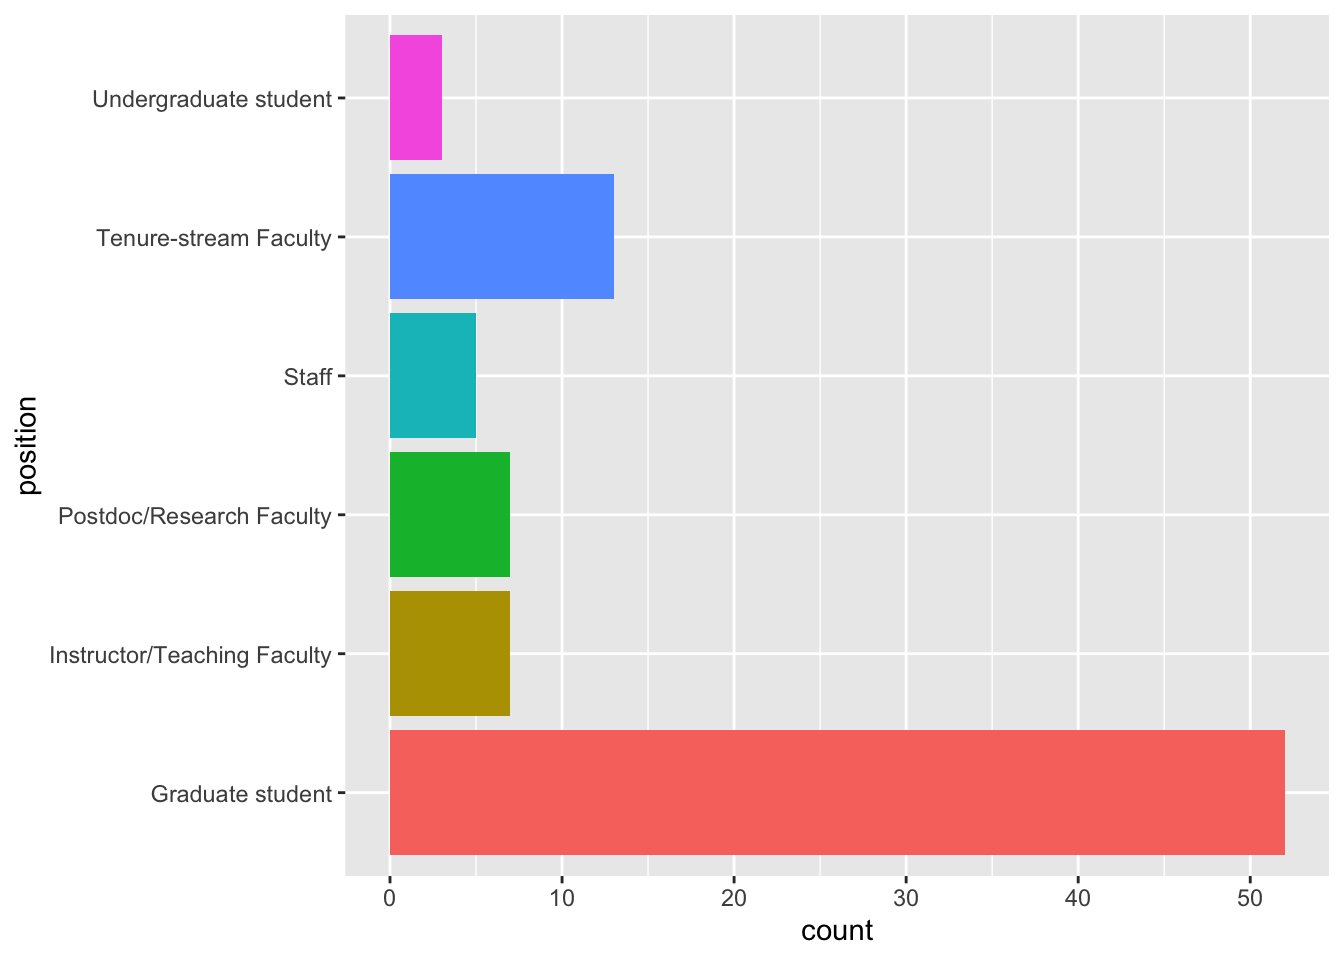 Undergraduate student
Tenure-stream Faculty
Staff
Postdoc/Research Faculty
Instructor/Teaching Faculty
Graduate student
position
0 10 20 30 40 50
count